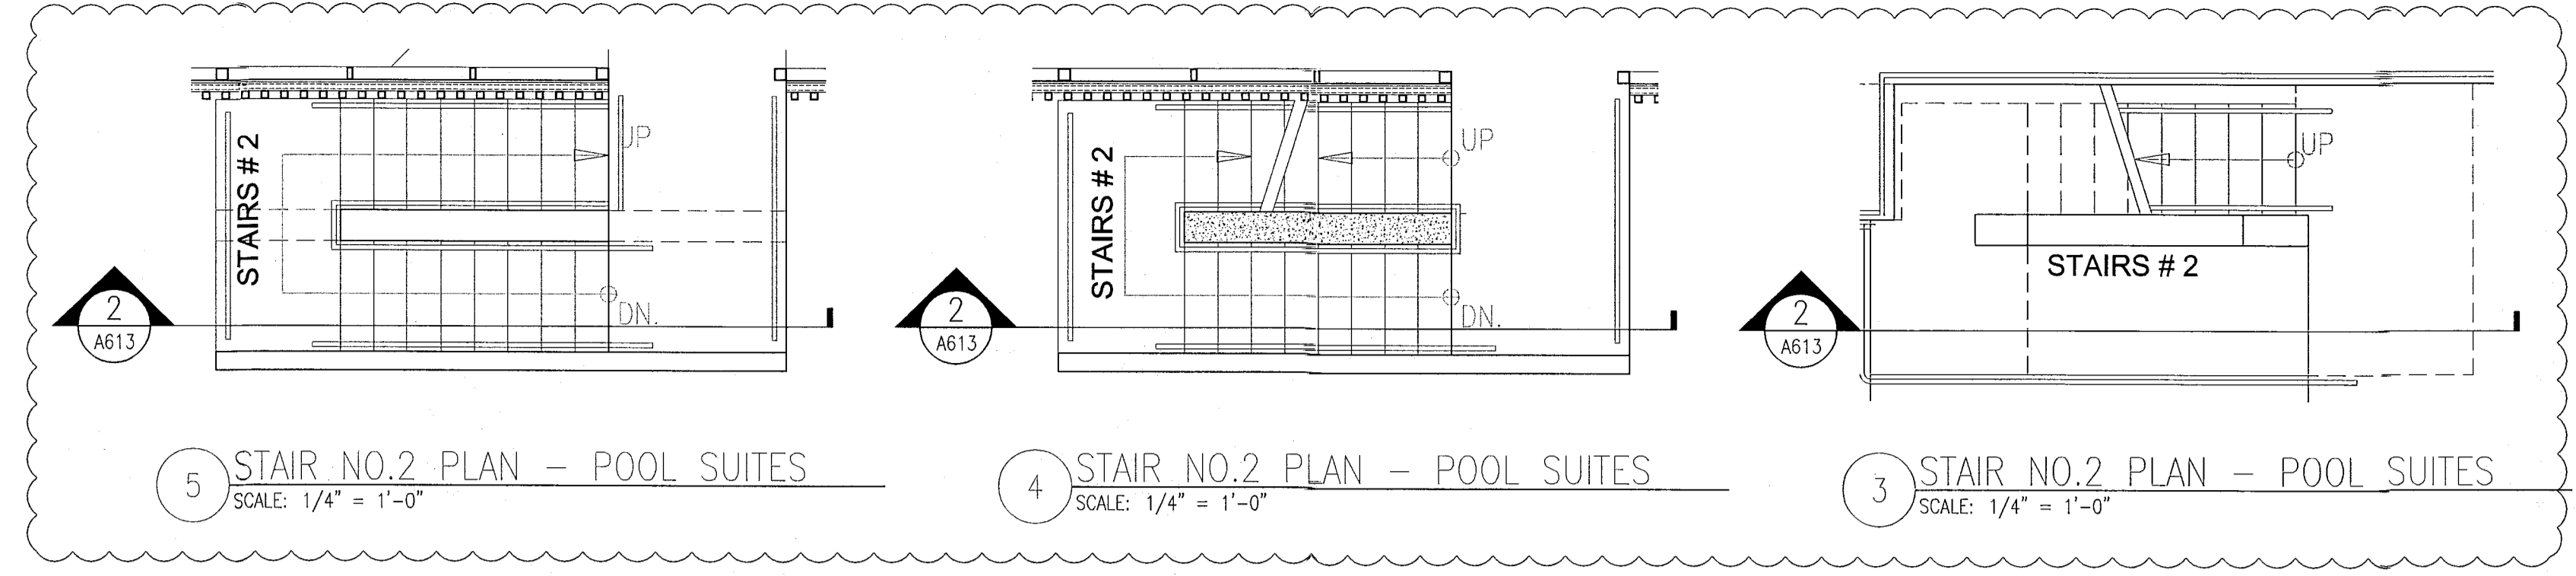 STAIRS # 2
UP
DN.
2
A613
5
STAIR NO.2 PLAN - POOL SUITES
SCALE: 1/4" = 1'-0"
STAIRS # 2
UP
DN.
2
A613
4
STAIR NO.2 PLAN - POOL SUITES
SCALE: 1/4" = 1'-0"
UP
STAIRS # 2
2
A613
3
STAIR NO.2 PLAN - POOL SUITES
SCALE: 1/4" = 1'-0"